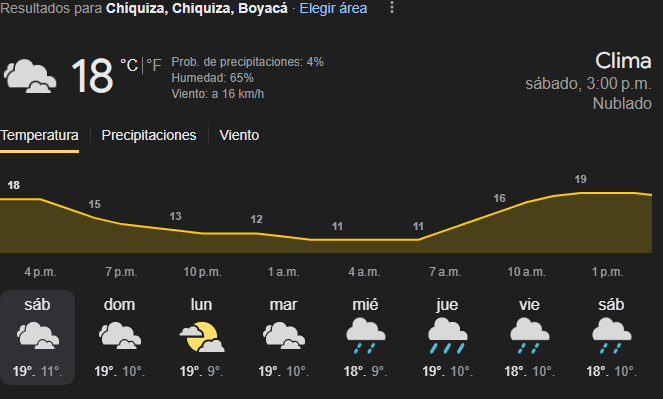 Resultados para Chíquiza, Chiquiza, Boyacá · Elegir área
18 °C | °F
Prob. de precipitaciones: 4%
Humedad: 65%
Viento: a 16 km/h
Clima
sábado, 3:00 p.m.
Nublado
Temperatura | Precipitaciones | Viento
18 15 13 12 11 11 16 19
4 p.m. 7 p.m. 10 p.m. 1 a.m. 4 a.m. 7 a.m. 10 a.m. 1 p.m.
sáb dom lun mar mié jue vie sáb
19°. 11°. 19°. 10°. 19°. 9°. 19°. 10°. 18°. 9°. 19°. 10°. 18°. 10°. 18°. 10°.